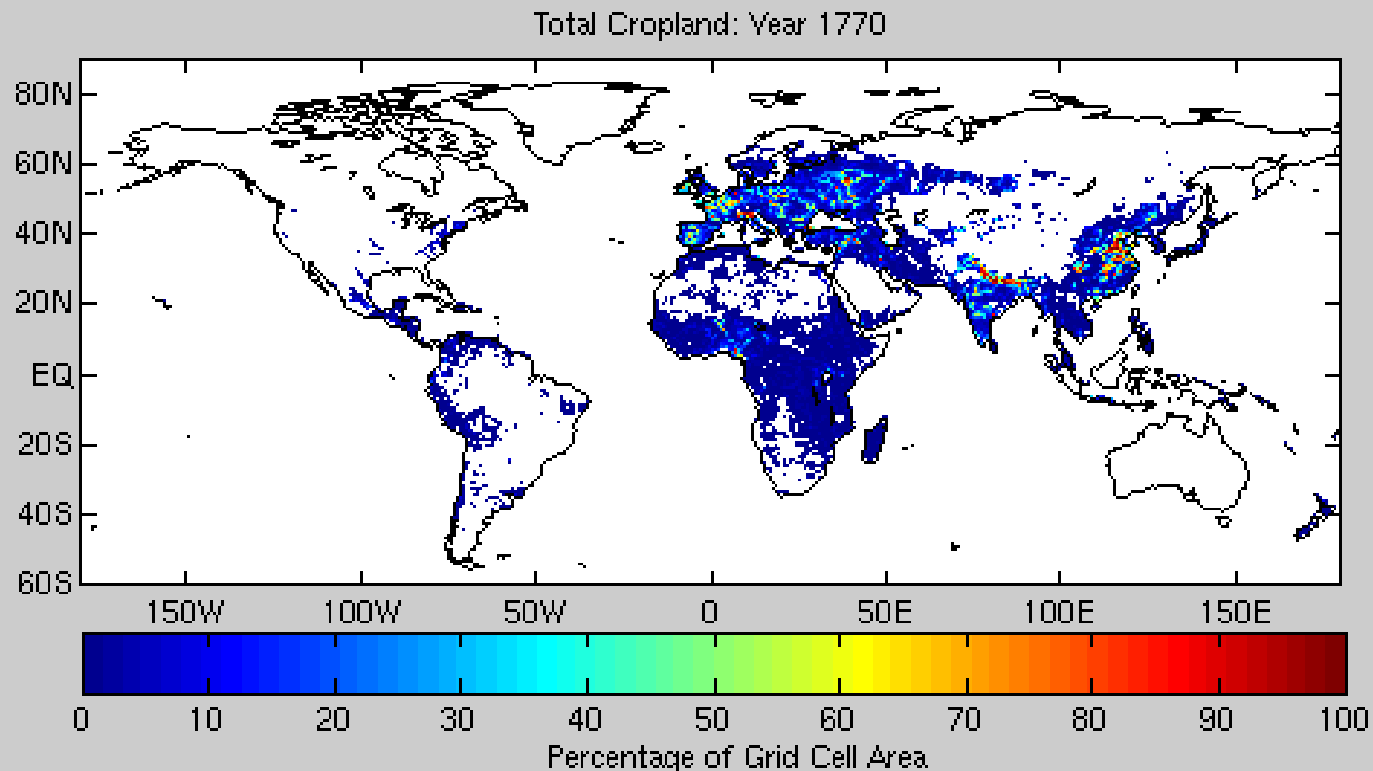 Total Cropland: Year 1770
80N
60N
40N
20N
EQ
20S
40S
60S
150W 100W 50W 0 50E 100E 150E
0 10 20 30 40 50 60 70 80 90 100
Percentage of Grid Cell Area